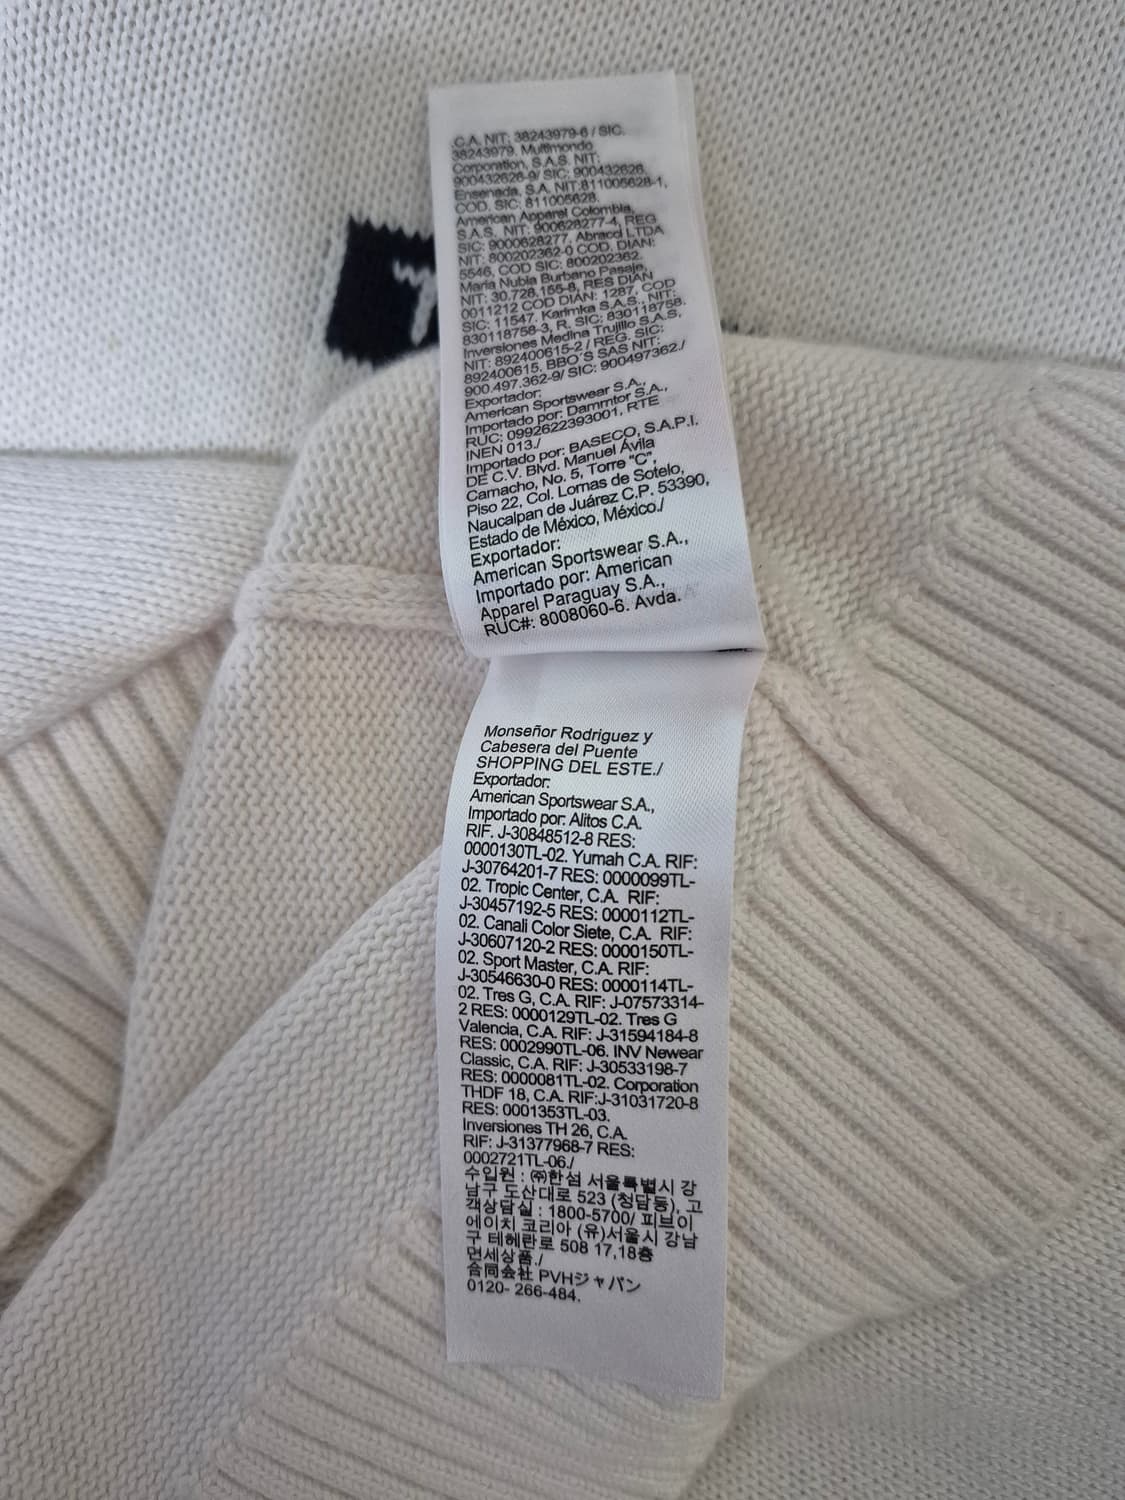 C.A. NIT: 38243979-6 / SIC:
38243979. Multimondo
Corporation, S.A.S. NIT:
900432626-9/ SIC: 900432626.
Ensenada, S.A. NIT:811005628-1,
COD. SIC: 811005628.
American Apparel Colombia,
S.A.S. NIT: 900628277-4, REG
SIC: 9000628277, Abracol LTDA
NIT: 800202362-0 COD. DIAN:
5546, COD SIC: 800202362.
Maria Nubia Burbano Pasaje,
NIT: 30.728.155-8, RES DIAN
0011212 COD DIAN: 1287, COD
SIC: 11547. Karimka S.A.S., NIT:
830118758-3, R. SIC: 830118758.
Inversiones Medina Trujillo S.A.S.
NIT: 892400615-2 / REG. SIC:
892400615. BBO´S SAS NIT:
900.497.362-9/ SIC: 900497362./
Exportador:
American Sportswear S.A.,
Importado por: Dammtor S.A.,
RUC: 0992622393001, RTE
INEN 013./
Importado por: BASECO, S.A.P.I.
DE C.V. Blvd. Manuel Ávila
Camacho, No. 5, Torre "C",
Piso 22, Col. Lomas de Sotelo,
Naucalpan de Juárez C.P. 53390,
Estado de México, México./
Exportador:
American Sportswear S.A.,
Importado por: American
Apparel Paraguay S.A.,
RUC#: 8008060-6. Avda.
Monseñor Rodriguez y
Cabesera del Puente
SHOPPING DEL ESTE./
Exportador:
American Sportswear S.A.,
Importado por: Alitos C.A.
RIF. J-30848512-8 RES:
0000130TL-02. Yumah C.A. RIF:
J-30764201-7 RES: 0000099TL-
02. Tropic Center, C.A. RIF:
J-30457192-5 RES: 0000112TL-
02. Canali Color Siete, C.A. RIF:
J-30607120-2 RES: 0000150TL-
02. Sport Master, C.A. RIF:
J-30546630-0 RES: 0000114TL-
02. Tres G, C.A. RIF: J-07573314-
2 RES: 0000129TL-02. Tres G
Valencia, C.A. RIF: J-31594184-8
RES: 0002990TL-06. INV Newear
Classic, C.A. RIF: J-30533198-7
RES: 0000081TL-02. Corporation
THDF 18, C.A. RIF:J-31031720-8
RES: 0001353TL-03.
Inversiones TH 26, C.A.
RIF: J-31377968-7 RES:
0002721TL-06./
수입원 : ㈜한섬 서울특별시 강
남구 도산대로 523 (청담동), 고
객상담실 : 1800-5700/ 피브이
에이치 코리아 (유)서울시 강남
구 테헤란로 508 17,18층
면세상품./
合同会社 PVHジャパン
0120- 266-484.